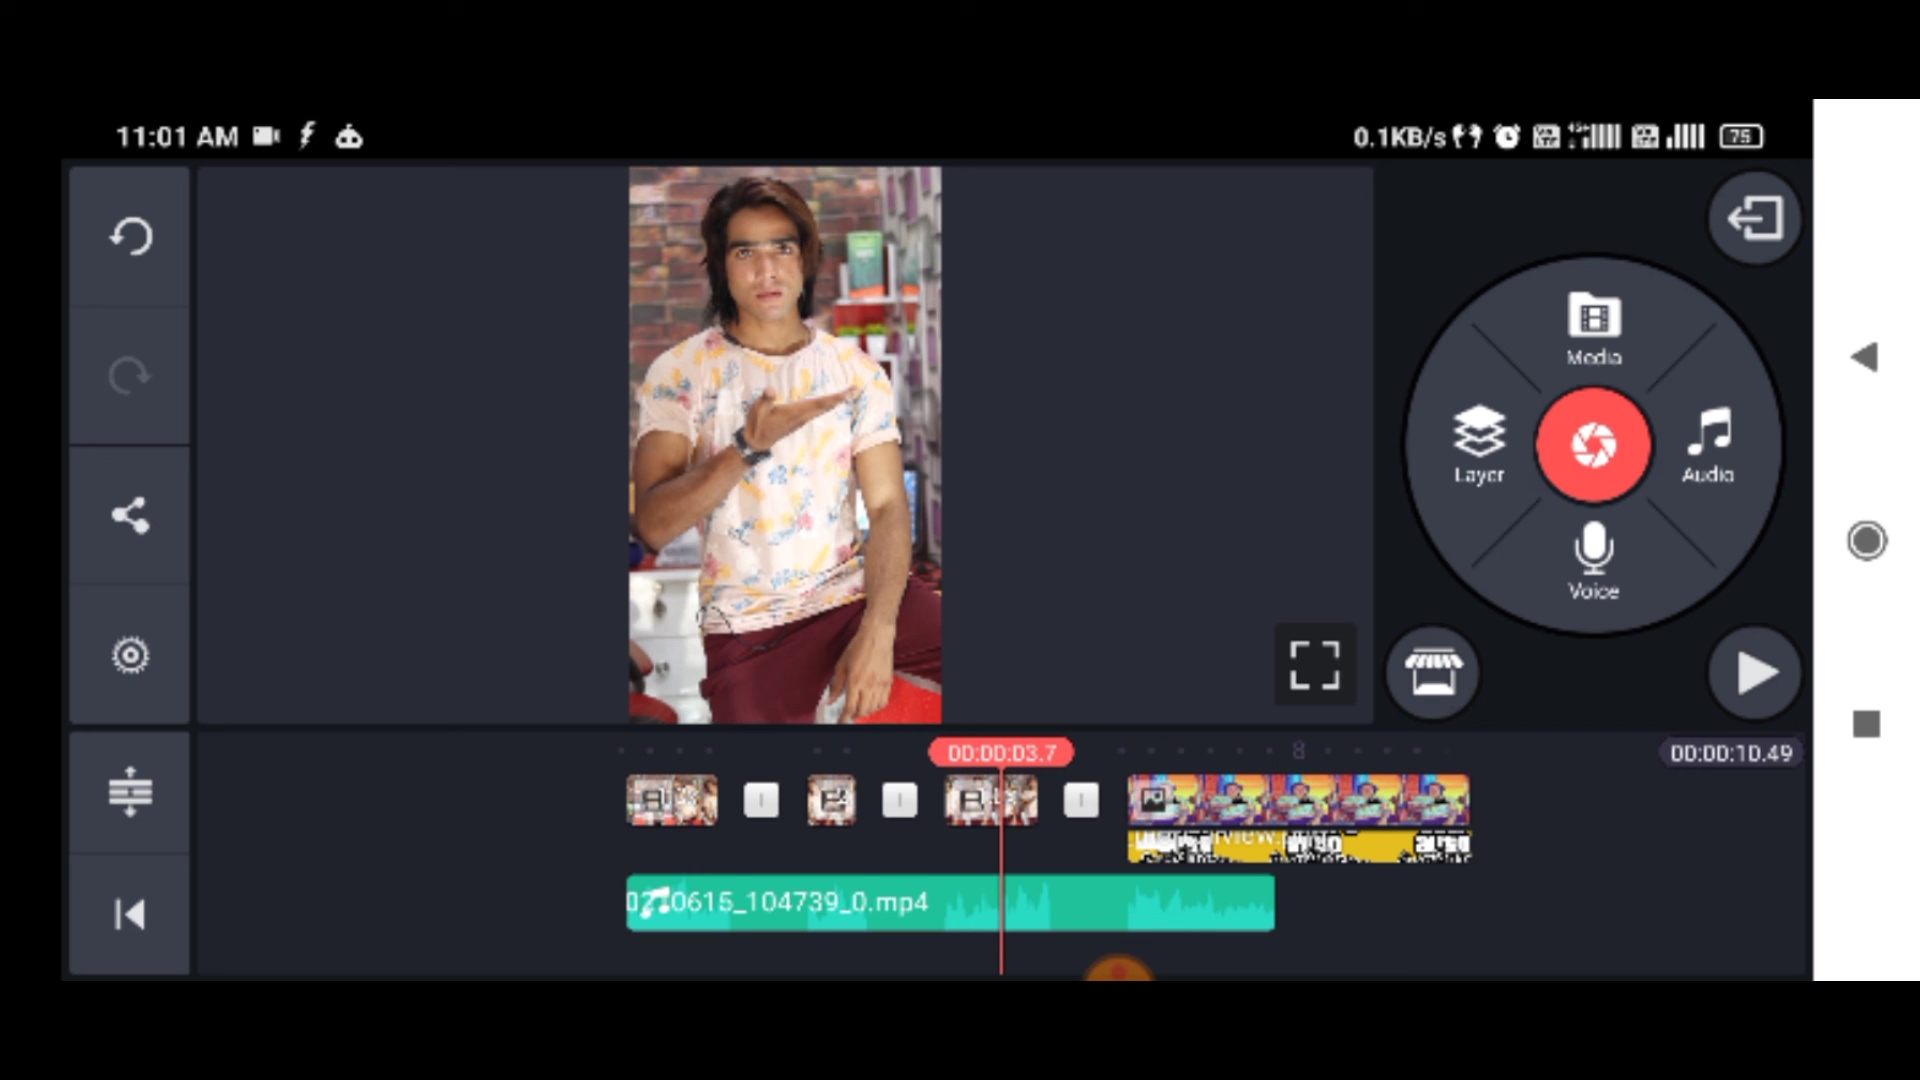 11:01 AM
0.1KB/s
75
Media
Layer
Audio
Voice
00:00:03.7
8
00:00:10.49
0615_104739_0.mp4